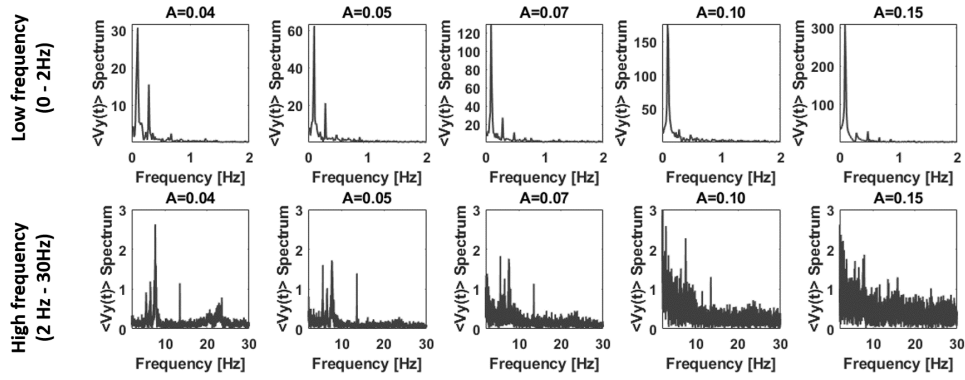 Low frequency
(0 - 2Hz)
A=0.04
A=0.05
A=0.07
A=0.10
A=0.15
<Vy(t)> Spectrum
30
20
10
0 1 2
Frequency [Hz]
<Vy(t)> Spectrum
60
40
20
0 1 2
Frequency [Hz]
<Vy(t)> Spectrum
120
100
80
60
40
20
0 1 2
Frequency [Hz]
<Vy(t)> Spectrum
150
100
50
0 1 2
Frequency [Hz]
<Vy(t)> Spectrum
300
200
100
0 1 2
Frequency [Hz]
High frequency
(2 Hz - 30Hz)
A=0.04
A=0.05
A=0.07
A=0.10
A=0.15
<Vy(t)> Spectrum
3
2
1
0
10 20 30
Frequency [Hz]
<Vy(t)> Spectrum
3
2
1
0
10 20 30
Frequency [Hz]
<Vy(t)> Spectrum
3
2
1
0
10 20 30
Frequency [Hz]
<Vy(t)> Spectrum
3
2
1
0
10 20 30
Frequency [Hz]
<Vy(t)> Spectrum
3
2
1
0
10 20 30
Frequency [Hz]